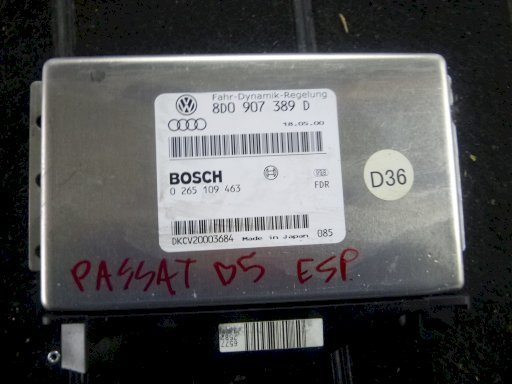 Fahr-Dynamik-Regelung
8D0 907 389 D
18.05.00
BOSCH
0 265 109 463
FDR
D36
DKCV20003684 Made in Japan 085
PASSAT 05 ESP